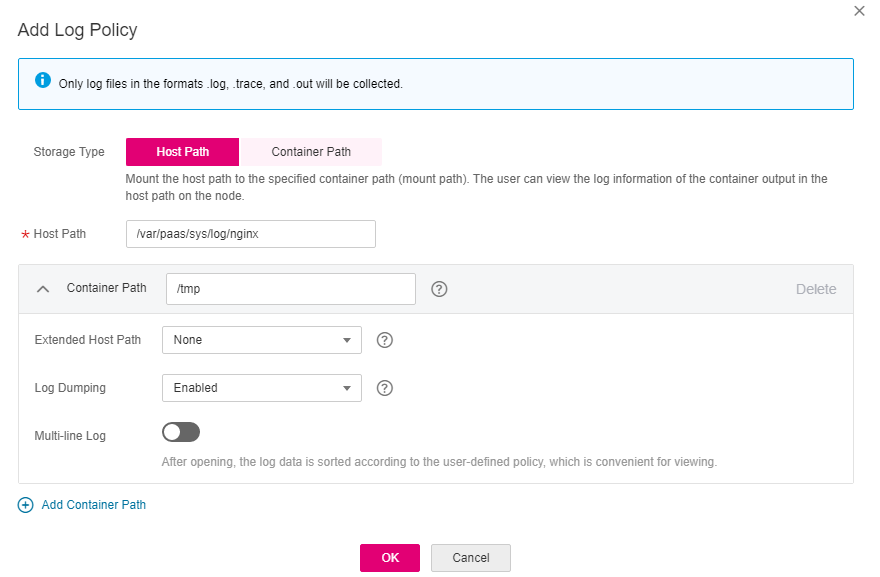 Add Log Policy
Only log files in the formats .log, .trace, and .out will be collected.
Storage Type
Host Path
Container Path
Mount the host path to the specified container path (mount path). The user can view the log information of the container output in the
host path on the node.
* Host Path
/var/paas/sys/log/nginx
Container Path
/tmp
Delete
Extended Host Path
None
Log Dumping
Enabled
Multi-line Log
After opening, the log data is sorted according to the user-defined policy, which is convenient for viewing.
Add Container Path
OK
Cancel